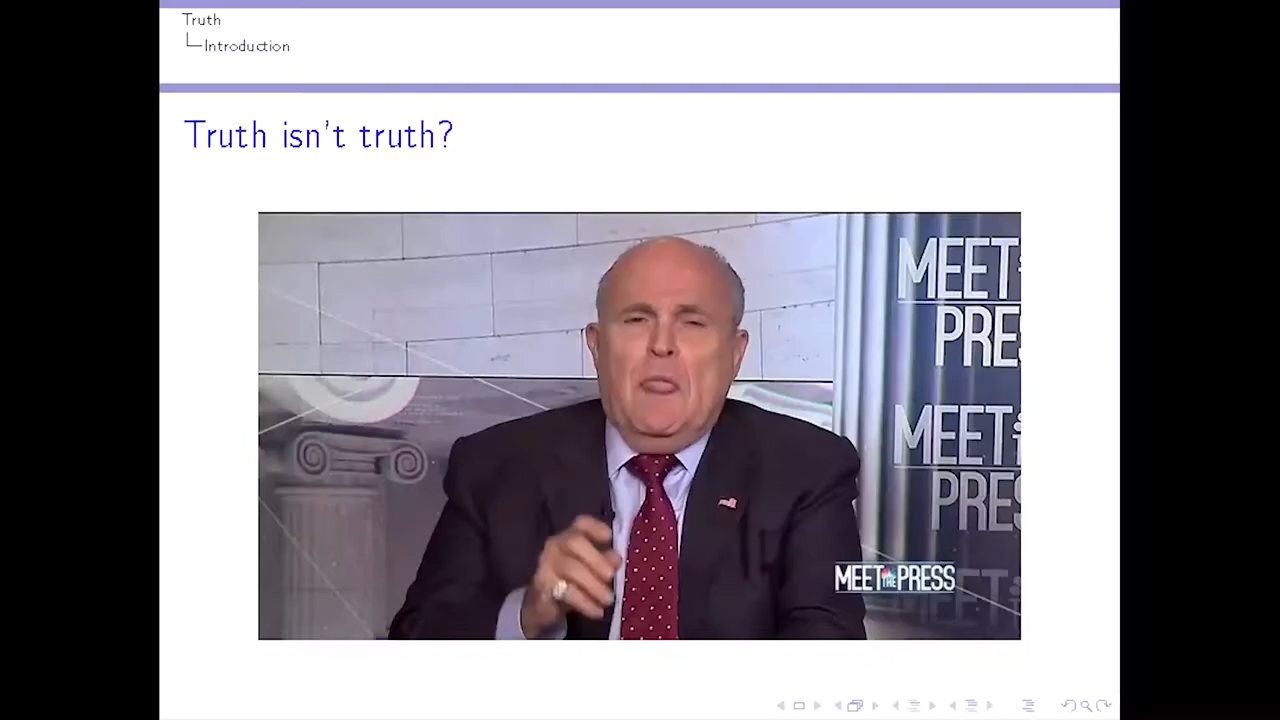 Truth
Introduction
Truth isn't truth?
MEET
PRES
MEET
PRES
MEET THE PRESS